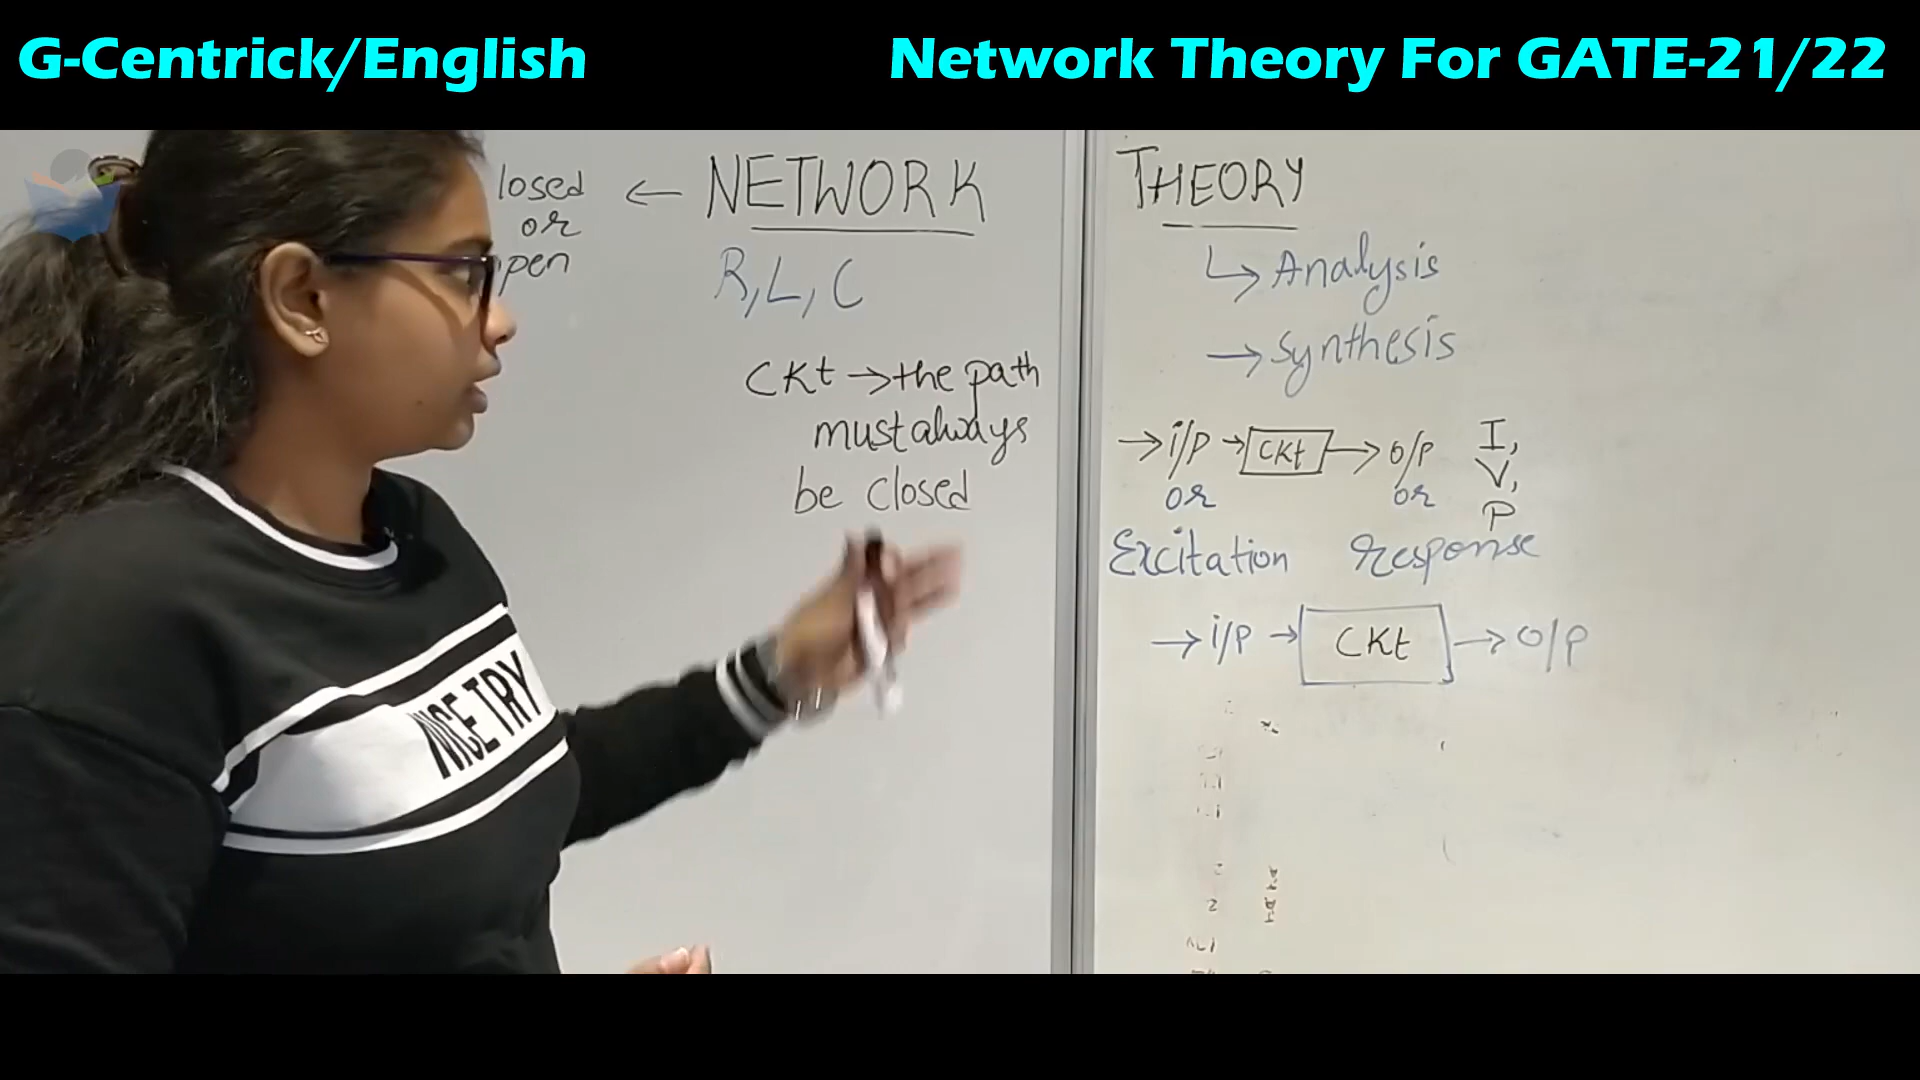 G-Centrick/English
Network Theory For GATE-21/22
losed
or
pen
← NETWORK
R, L, C
CKt → the path
must always
be closed
THEORY
↳ Analysis
→ Synthesis
→ i/p → CKt → o/p
I,
V,
P
or or
Excitation response
→ i/p → CKt → O/p
NICE TRY